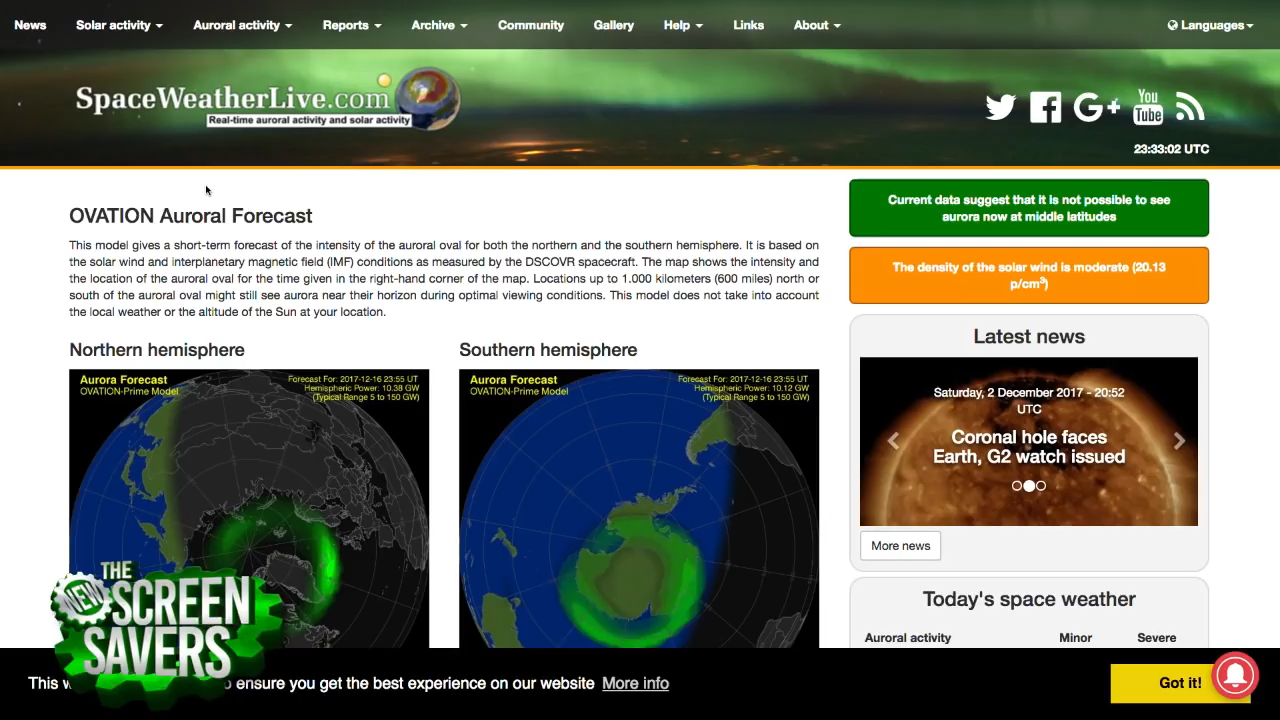 News
Solar activity
Auroral activity
Reports
Archive
Community
Gallery
Help
Links
About
Languages
SpaceWeatherLive.com
Real-time auroral activity and solar activity
You
Tube
23:33:02 UTC
OVATION Auroral Forecast
This model gives a short-term forecast of the intensity of the auroral oval for both the northern and the southern hemisphere. It is based on
the solar wind and interplanetary magnetic field (IMF) conditions as measured by the DSCOVR spacecraft. The map shows the intensity and
the location of the auroral oval for the time given in the right-hand corner of the map. Locations up to 1.000 kilometers (600 miles) north or
south of the auroral oval might still see aurora near their horizon during optimal viewing conditions. This model does not take into account
the local weather or the altitude of the Sun at your location.
Northern hemisphere
Aurora Forecast
OVATION-Prime Model
Forecast For: 2017-12-16 23:55 UT
Hemispheric Power: 10.38 GW
(Typical Range 5 to 150 GW)
Southern hemisphere
Aurora Forecast
OVATION-Prime Model
Forecast For: 2017-12-16 23:55 UT
Hemispheric Power: 10.12 GW
(Typical Range 5 to 150 GW)
Current data suggest that it is not possible to see
aurora now at middle latitudes
The density of the solar wind is moderate (20.13
p/cm³)
Latest news
Saturday, 2 December 2017 - 20:52
UTC
Coronal hole faces
Earth, G2 watch issued
More news
Today's space weather
Auroral activity Minor Severe
THE
NEW
SCREEN
SAVERS
This
ensure you get the best experience on our website More info
Got it!